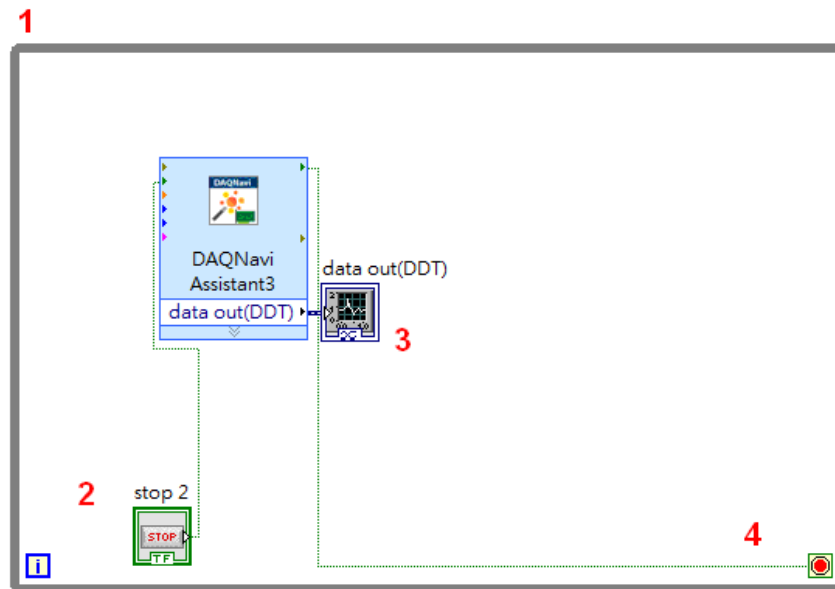 1
DAQNavi
DAQNavi
Assistant3
data out(DDT)
data out(DDT)
3
2
stop 2
STOP
TF
4
i